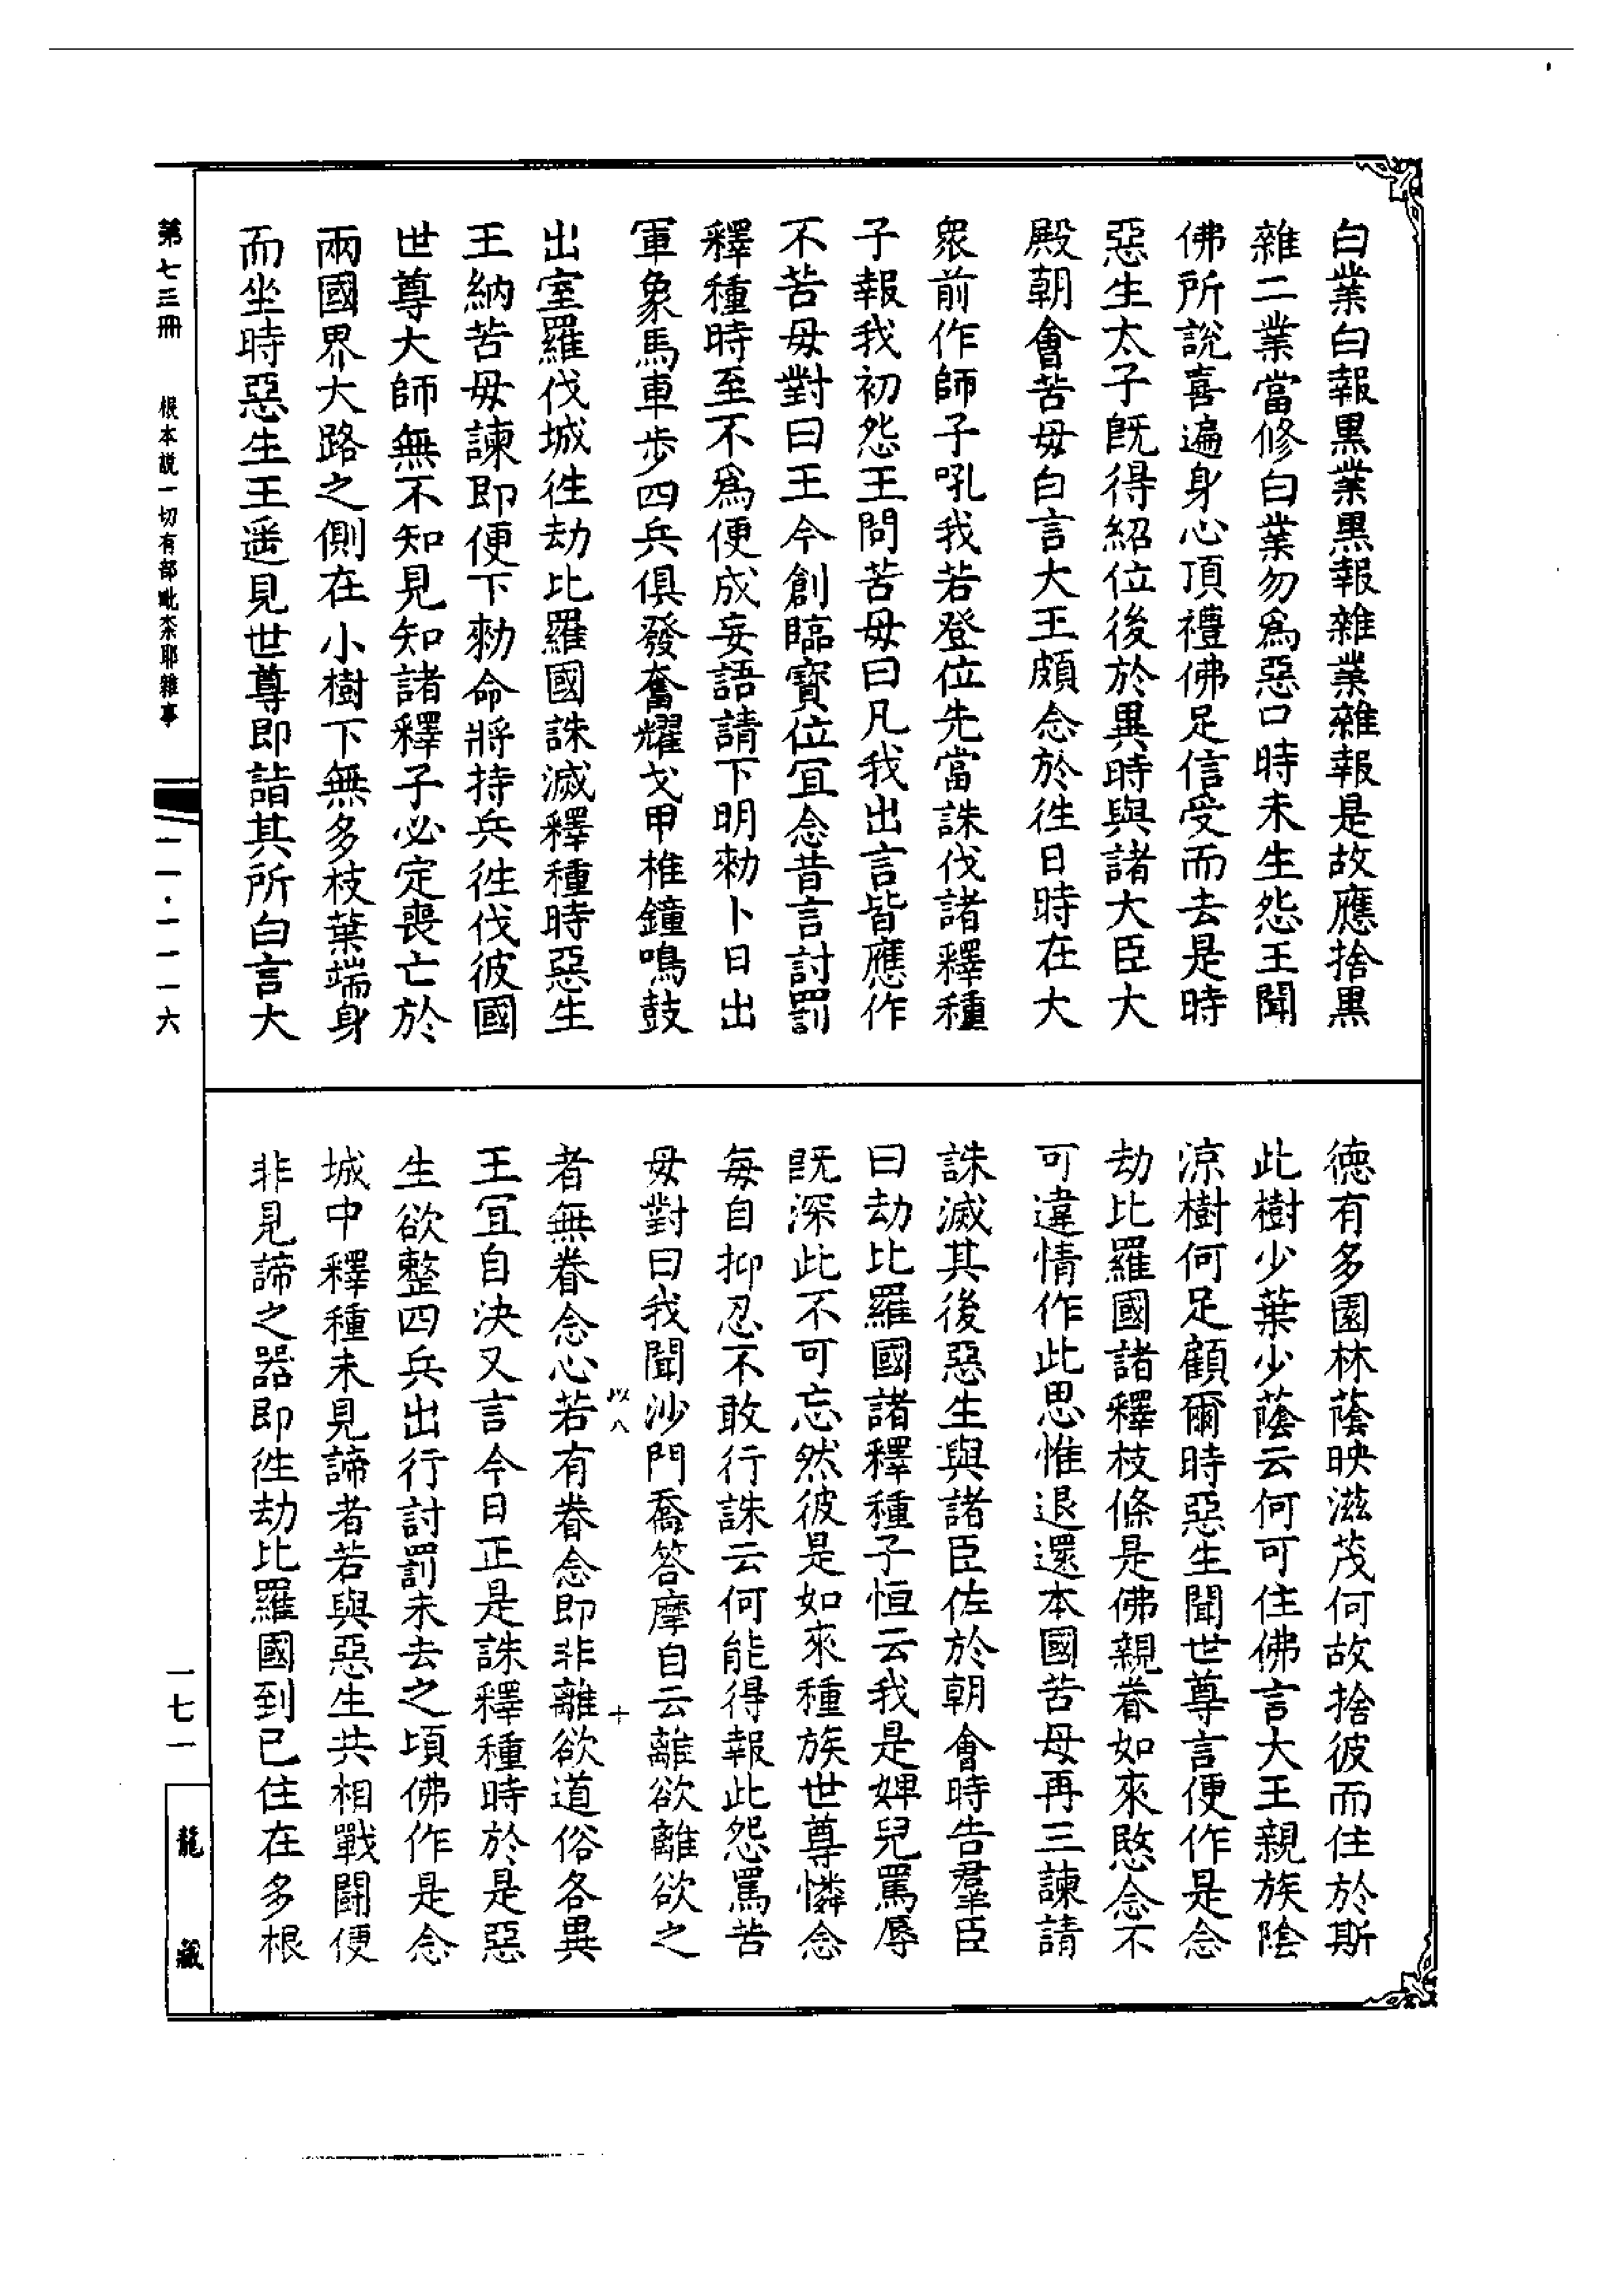 白業白報黒業黒報雜業雜報是故應捨黒
雜二業當修白業勿爲惡口時未生怨王聞
佛所說喜遍身心頂禮佛足信受而去是時
惡生太子旣得紹位後於異時與諸大臣大
殿朝會苦毋白言大王頗念於徃日時在大
衆前作師子吼我若登位先當誅伐諸釋種
子報我初怨王問苦毋曰凡我出言皆應作
不苦毋對曰王今創臨寶位冝念昔言討罰
釋種時至不爲便成妄語請下明勑卜日出
軍象馬車步四兵俱發奮耀戈甲椎鐘鳴鼓
出室羅伐城徃劫比羅國誅滅釋種時惡生
王納苦毋諫即便下勑命將持兵徃伐彼國
世尊大師無不知見知諸釋子必定喪亡於
兩國界大路之側在小樹下無多枝葉端身
而坐時惡生王遥見世尊即詣其所白言大
德有多園林蔭映滋茂何故捨彼而住於斯
此樹少葉少蔭云何可住佛言大王親族陰
涼樹何足顧爾時惡生聞世尊言便作是念
劫比羅國諸釋枝條是佛親眷如來愍念不
可違情作此思惟退還本國苦母再三諫請
誅滅其後惡生與諸臣佐於朝會時告羣臣
曰劫比羅國諸釋種子恒云我是婢兒罵辱
旣深此不可忘然彼是如來種族世尊憐念
每自抑忍不敢行誅云何能得報此怨罵苦
毋對曰我聞沙門喬答摩自云離欲離欲之
以八
十
者無眷念心若有眷念即非離欲道俗各異
王冝自決又言今日正是誅釋種時於是惡
生欲整四兵出行討罰未去之頃佛作是念
城中釋種未見諦者若與惡生共相戰鬪便
非見諦之器即徃劫比羅國到已住在多根
第七三冊
根本説一切有部毗柰耶雜事
一一·一一一六
一七一
龍藏